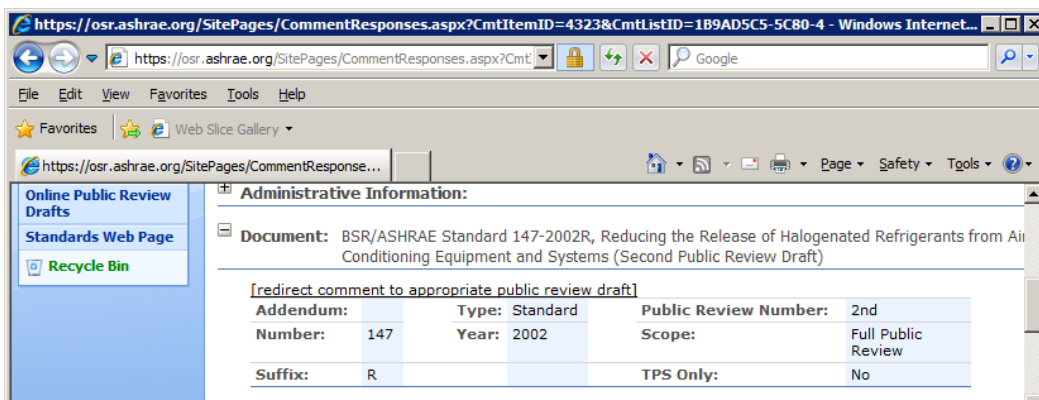 https://osr.ashrae.org/SitePages/CommentResponses.aspx?CmtItemID=4323&CmtListID=1B9AD5C5-5C80-4 - Windows Internet...
https://osr.ashrae.org/SitePages/CommentResponses.aspx?Cmt
Google
File Edit View Favorites Tools Help
Favorites Web Slice Gallery
https://osr.ashrae.org/SitePages/CommentResponse...
Page Safety Tools
Online Public Review
Drafts
Standards Web Page
Recycle Bin
Administrative Information:
Document: BSR/ASHRAE Standard 147-2002R, Reducing the Release of Halogenated Refrigerants from Air
Conditioning Equipment and Systems (Second Public Review Draft)
[redirect comment to appropriate public review draft]
Addendum: Type: Standard Public Review Number: 2nd
Number: 147 Year: 2002 Scope: Full Public
Review
Suffix: R TPS Only: No